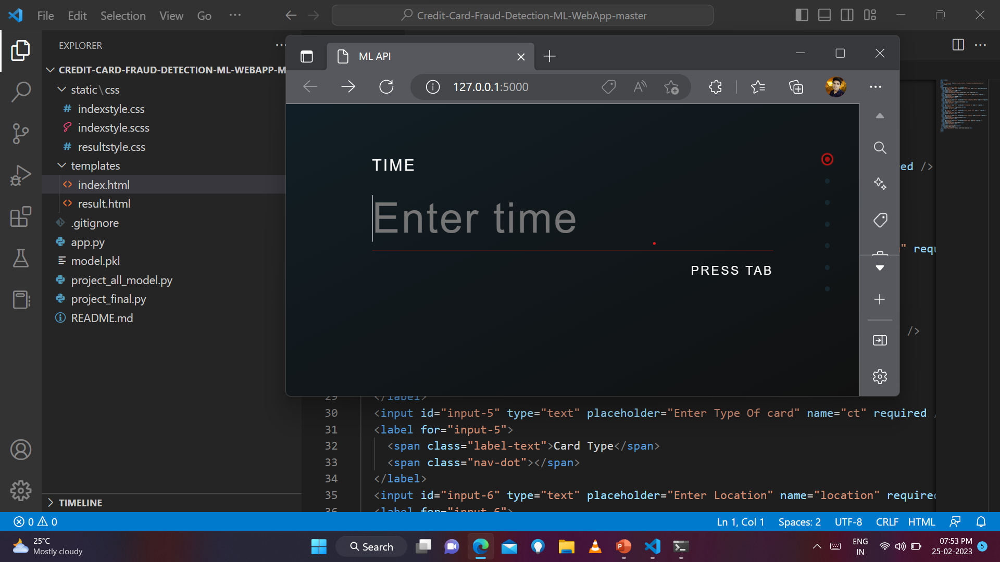 File Edit Selection View Go
Credit-Card-Fraud-Detection-ML-WebApp-master
EXPLORER
CREDIT-CARD-FRAUD-DETECTION-ML-WEBAPP-M
static\css
# indexstyle.css
indexstyle.scss
# resultstyle.css
templates
<> index.html
<> result.html
.gitignore
app.py
model.pkl
project_all_model.py
project_final.py
README.md
TIMELINE
ML API
127.0.0.1:5000
TIME
Enter time
PRESS TAB
ed />
" requ
/>
29 </label>
30 <input id="input-5" type="text" placeholder="Enter Type Of card" name="ct" required /
31 <label for="input-5">
32 <span class="label-text">Card Type</span>
33 <span class="nav-dot"></span>
34 </label>
35 <input id="input-6" type="text" placeholder="Enter Location" name="location" required
36 <label for="input-6">
0 0
Ln 1, Col 1 Spaces: 2 UTF-8 CRLF HTML
25°C
Mostly cloudy
Search
ENG
IN
07:53 PM
25-02-2023
5